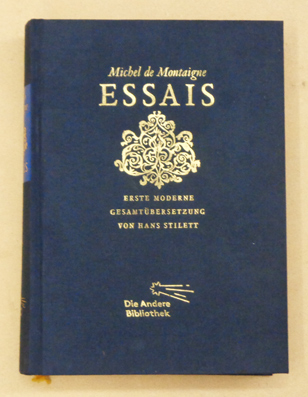 Michel de Montaigne
ESSAIS
ERSTE MODERNE
GESAMTÜBERSETZUNG
VON HANS STILETT
Die Andere
Bibliothek